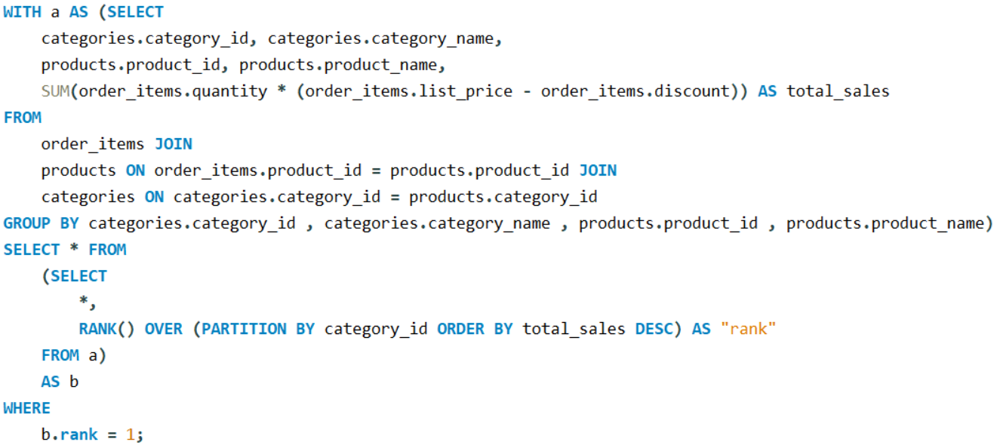 WITH a AS (SELECT
    categories.category_id, categories.category_name,
    products.product_id, products.product_name,
    SUM(order_items.quantity * (order_items.list_price - order_items.discount)) AS total_sales
FROM
    order_items JOIN
    products ON order_items.product_id = products.product_id JOIN
    categories ON categories.category_id = products.category_id
GROUP BY categories.category_id , categories.category_name , products.product_id , products.product_name)
SELECT * FROM
    (SELECT
        *,
        RANK() OVER (PARTITION BY category_id ORDER BY total_sales DESC) AS "rank"
    FROM a)
    AS b
WHERE
    b.rank = 1;